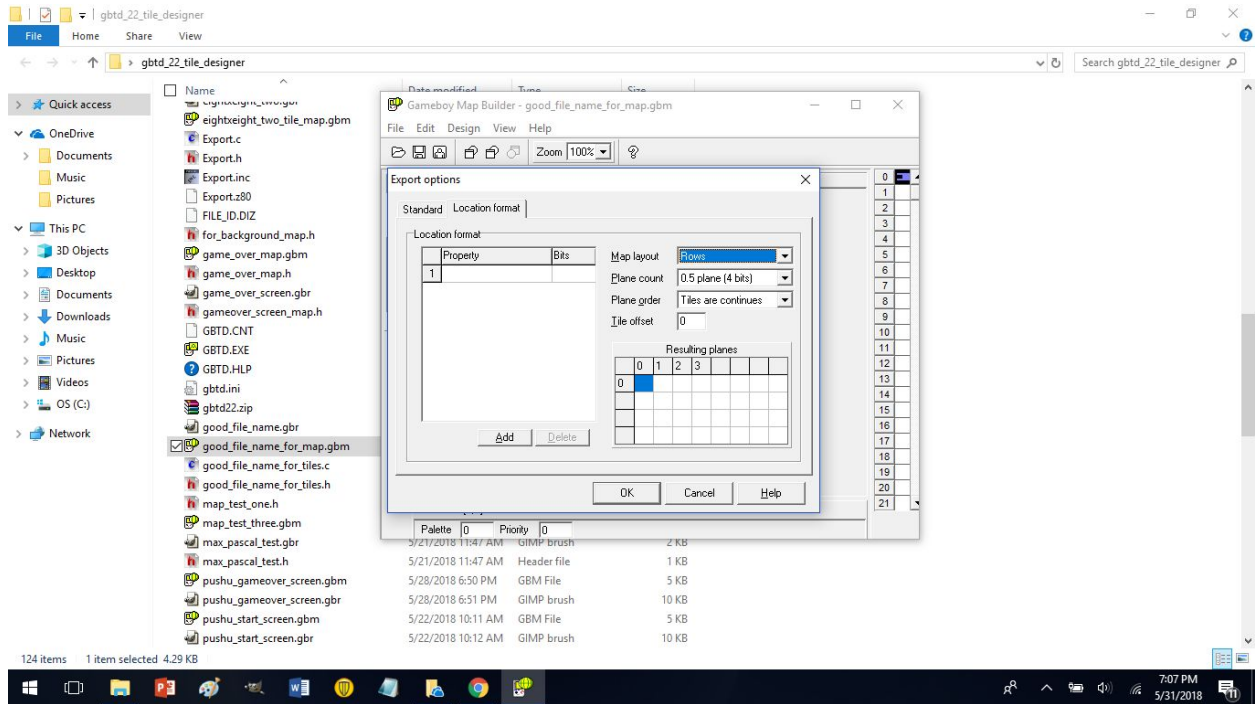 gbtd_22_tile_designer
File Home Share View
gbtd_22_tile_designer
Search gbtd_22_tile_designer
Quick access
OneDrive
Documents
Music
Pictures
This PC
3D Objects
Desktop
Documents
Downloads
Music
Pictures
Videos
OS (C:)
Network
Name Date modified Type Size
eightxeight_two.gbr
eightxeight_two_tile_map.gbm
Export.c
Export.h
Export.inc
Export.z80
FILE_ID.DIZ
for_background_map.h
game_over_map.gbm
game_over_map.h
game_over_screen.gbr
gameover_screen_map.h
GBTD.CNT
GBTD.EXE
GBTD.HLP
gbtd.ini
gbtd22.zip
good_file_name.gbr
good_file_name_for_map.gbm
good_file_name_for_tiles.c
good_file_name_for_tiles.h
map_test_one.h
map_test_three.gbm
max_pascal_test.gbr 5/21/2018 11:47 AM GIMP brush 2 KB
max_pascal_test.h 5/21/2018 11:47 AM Header file 1 KB
pushu_gameover_screen.gbm 5/28/2018 6:50 PM GBM File 5 KB
pushu_gameover_screen.gbr 5/28/2018 6:51 PM GIMP brush 10 KB
pushu_start_screen.gbm 5/22/2018 10:11 AM GBM File 5 KB
pushu_start_screen.gbr 5/22/2018 10:12 AM GIMP brush 10 KB
Gameboy Map Builder - good_file_name_for_map.gbm
File Edit Design View Help
Zoom 100%
Export options
Standard Location format
Location format
Property Bits
1
Add Delete
Map layout Rows
Plane count 0.5 plane (4 bits)
Plane order Tiles are continues
Tile offset 0
Resulting planes
0 1 2 3
0
OK Cancel Help
Palette 0 Priority 0
0
1
2
3
4
5
6
7
8
9
10
11
12
13
14
15
16
17
18
19
20
21
124 items 1 item selected 4.29 KB
7:07 PM
5/31/2018
11